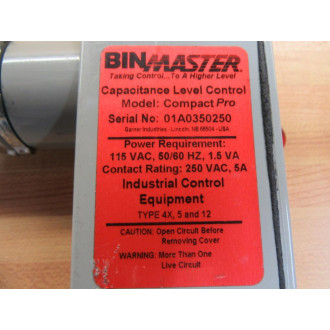 BINMASTER
Taking Control...To A Higher Level
Capacitance Level Control
Model: Compact Pro
Serial No: 01A0350250
Garner Industries - Lincoln, NE 68504 - USA
Power Requirement:
115 VAC, 50/60 HZ, 1.5 VA
Contact Rating: 250 VAC, 5A
Industrial Control
Equipment
TYPE 4X, 5 and 12
CAUTION: Open Circuit Before
Removing Cover
WARNING: More Than One
Live Circuit